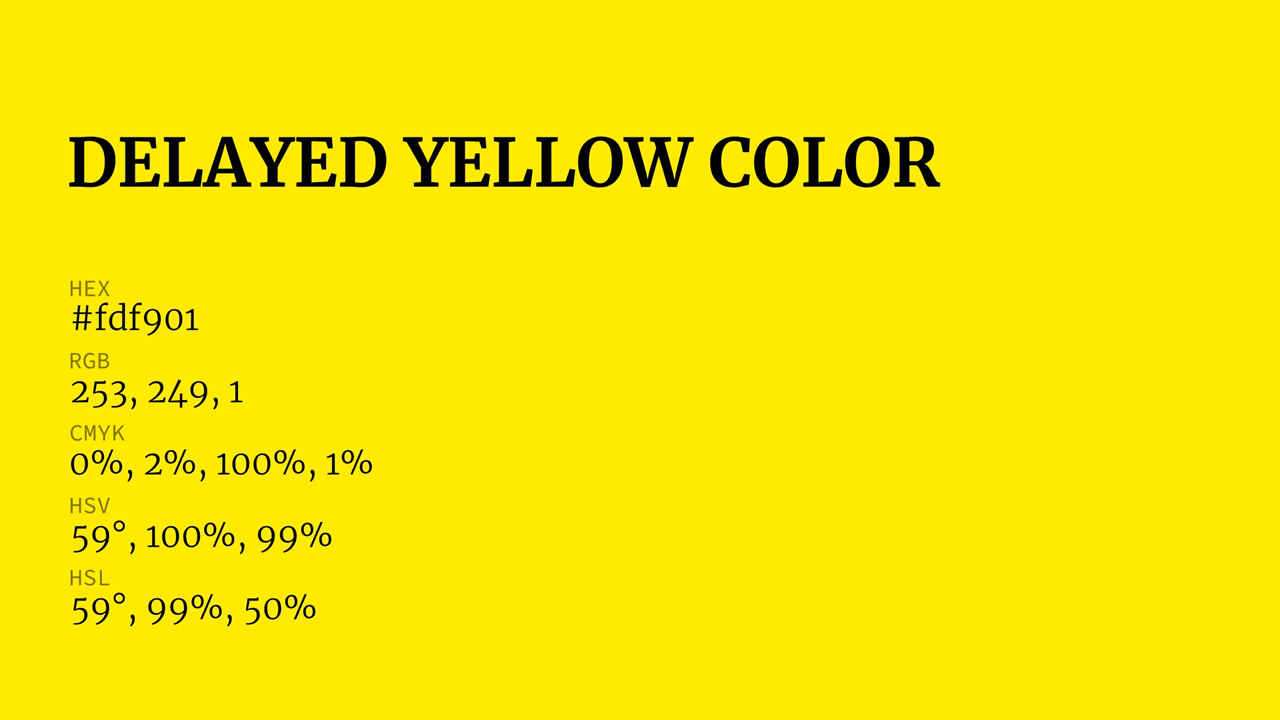 DELAYED YELLOW COLOR
HEX
#fdf901
RGB
253, 249, 1
CMYK
0%, 2%, 100%, 1%
HSV
59°, 100%, 99%
HSL
59°, 99%, 50%